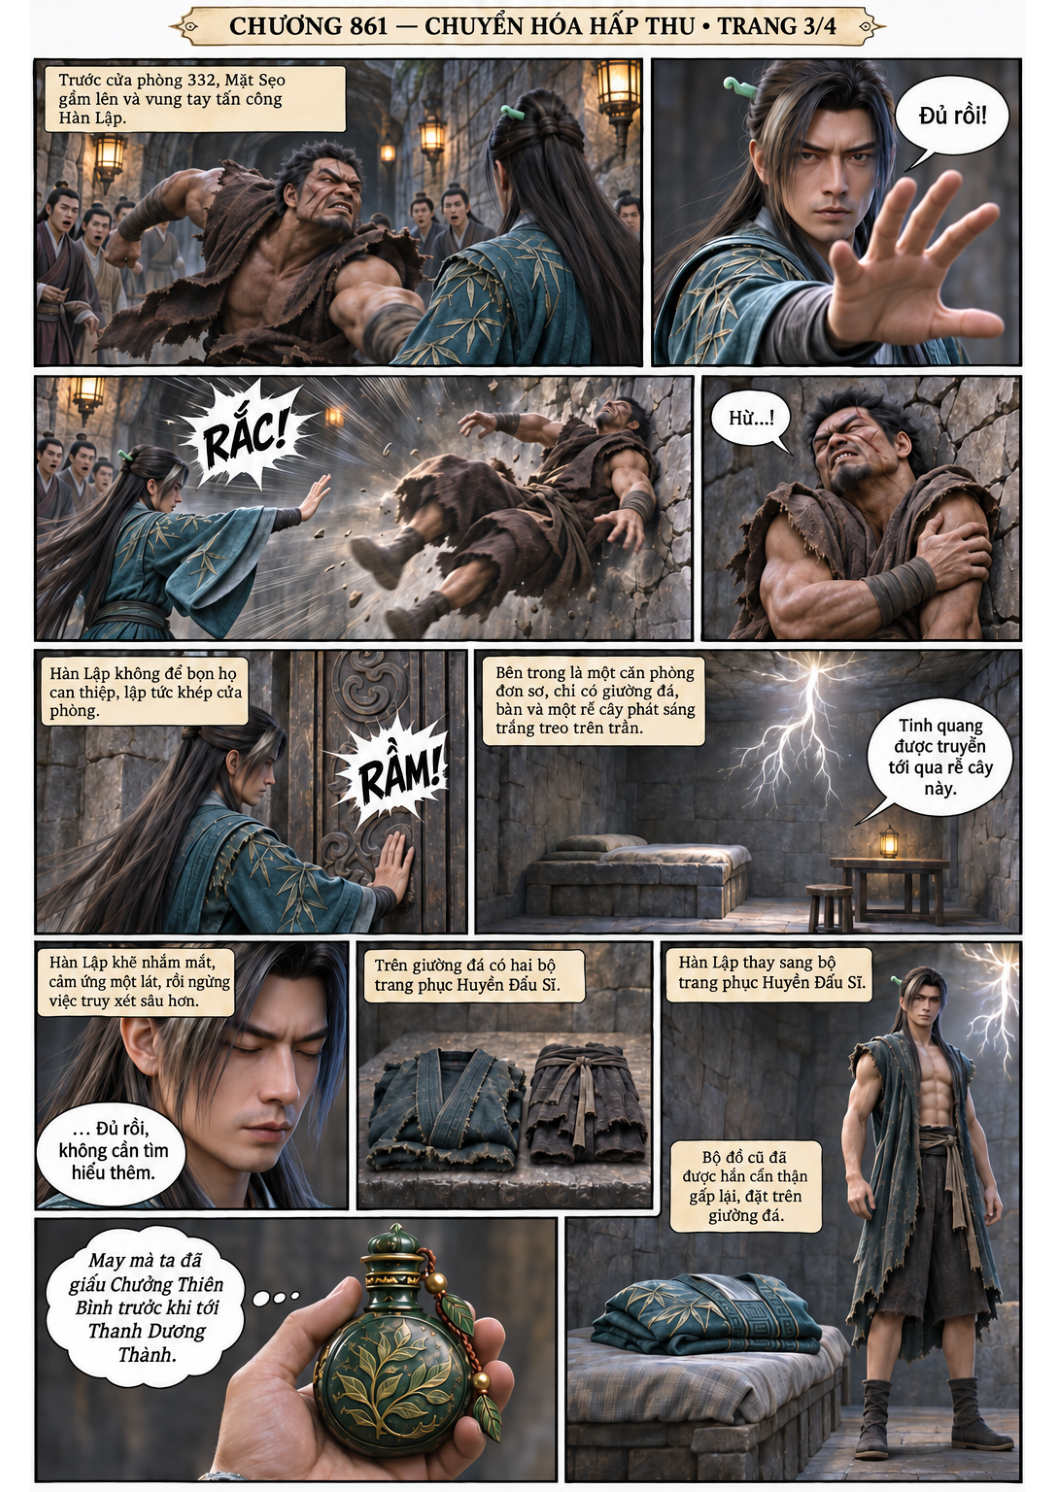 CHƯƠNG 861 — CHUYỂN HÓA HẤP THU • TRANG 3/4
Trước cửa phòng 332, Mặt Sẹo
gầm lên và vung tay tấn công
Hàn Lập.
Đủ rồi!
RẮC!
Hừ...!
Hàn Lập không để bọn họ
can thiệp, lập tức khép cửa
phòng.
RẦM!
Bên trong là một căn phòng
đơn sơ, chỉ có giường đá,
bàn và một rễ cây phát sáng
trắng treo trên trần.
Tinh quang
được truyền
tới qua rễ cây
này.
Hàn Lập khẽ nhắm mắt,
cảm ứng một lát, rồi ngừng
việc truy xét sâu hơn.
... Đủ rồi,
không cần tìm
hiểu thêm.
Trên giường đá có hai bộ
trang phục Huyền Đấu Sĩ.
Hàn Lập thay sang bộ
trang phục Huyền Đấu Sĩ.
Bộ đồ cũ đã
được hắn cẩn thận
gấp lại, đặt trên
giường đá.
May mà ta đã
giấu Chưởng Thiên
Bình trước khi tới
Thanh Dương
Thành.